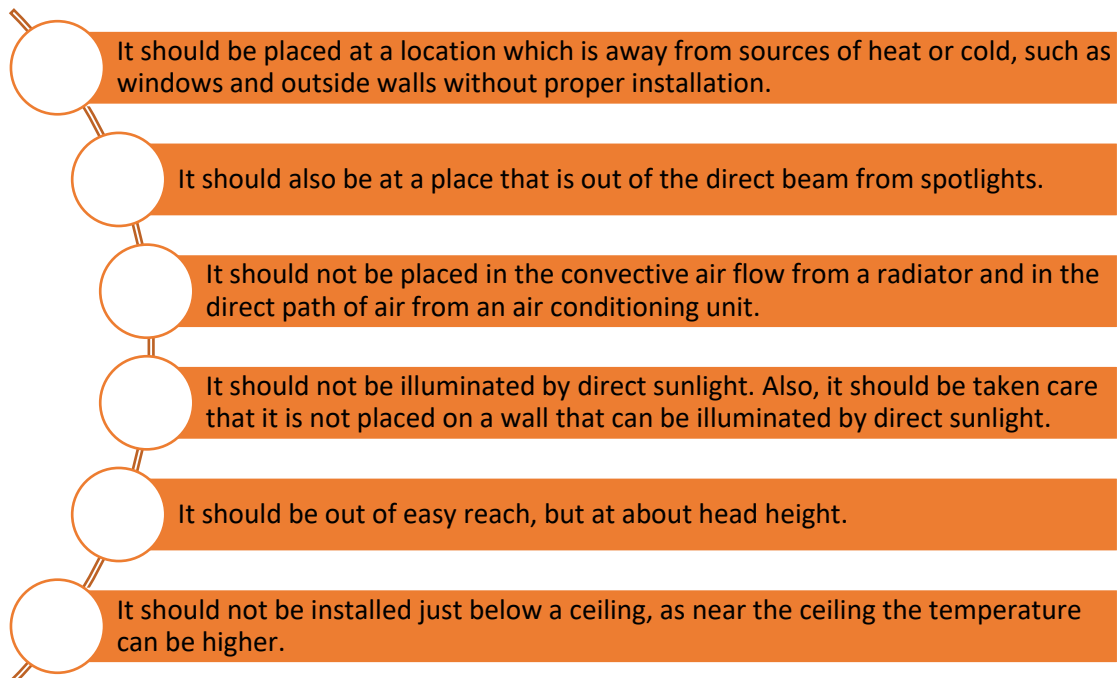 It should be placed at a location which is away from sources of heat or cold, such as
windows and outside walls without proper installation.
It should also be at a place that is out of the direct beam from spotlights.
It should not be placed in the convective air flow from a radiator and in the
direct path of air from an air conditioning unit.
It should not be illuminated by direct sunlight. Also, it should be taken care
that it is not placed on a wall that can be illuminated by direct sunlight.
It should be out of easy reach, but at about head height.
It should not be installed just below a ceiling, as near the ceiling the temperature
can be higher.